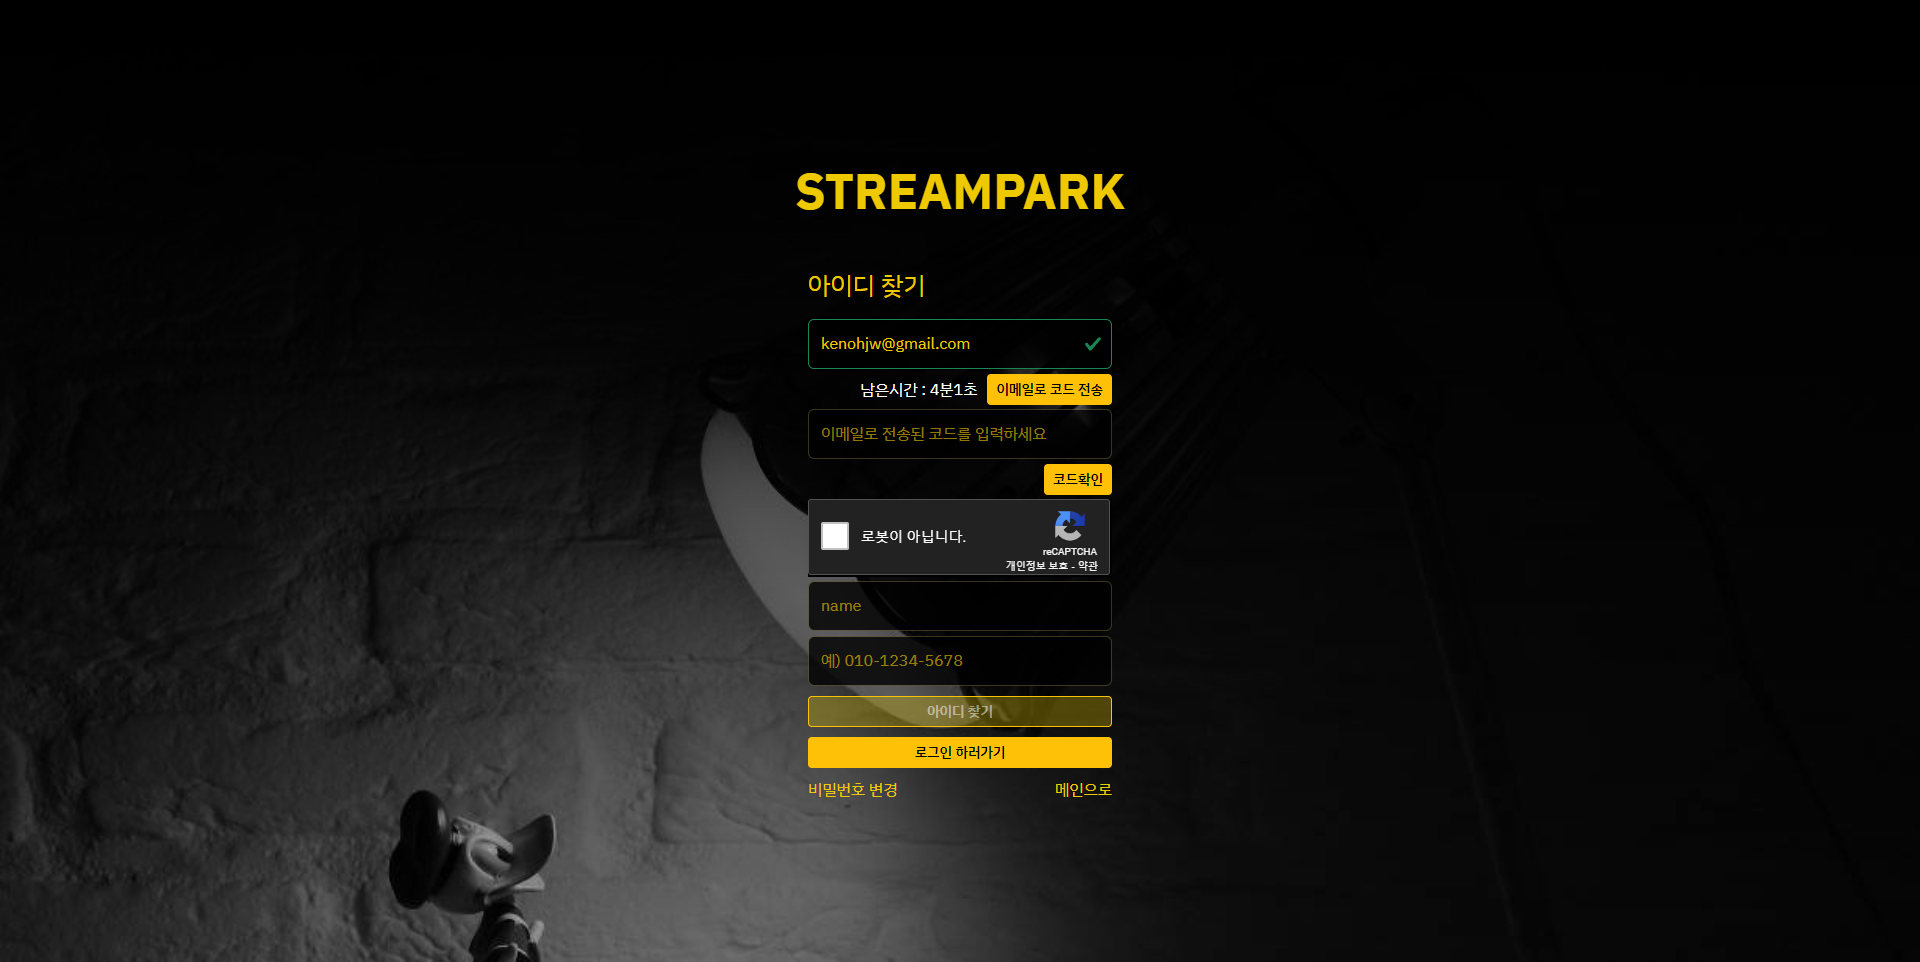 STREAMPARK
아이디 찾기
kenohjw@gmail.com
남은시간 : 4분1초 이메일로 코드 전송
이메일로 전송된 코드를 입력하세요
코드확인
로봇이 아닙니다.
reCAPTCHA
개인정보 보호 - 약관
name
예) 010-1234-5678
아이디 찾기
로그인 하러가기
비밀번호 변경 메인으로